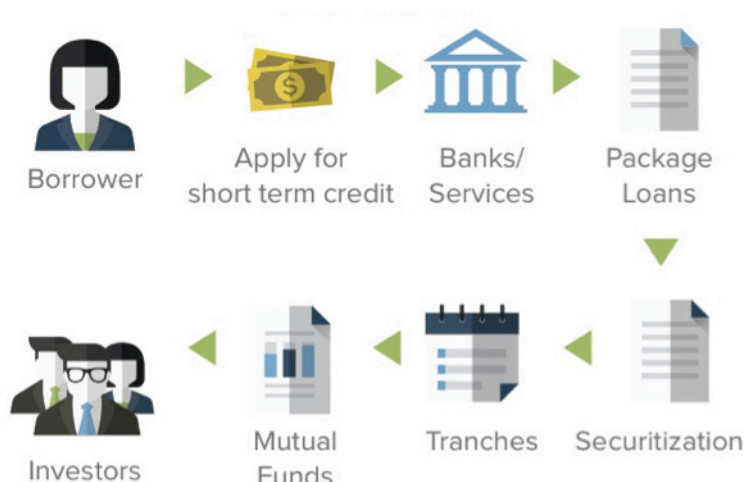 Borrower
Apply for
short term credit
Banks/
Services
Package
Loans
$
Investors
Mutual
Funds
Tranches
Securitization